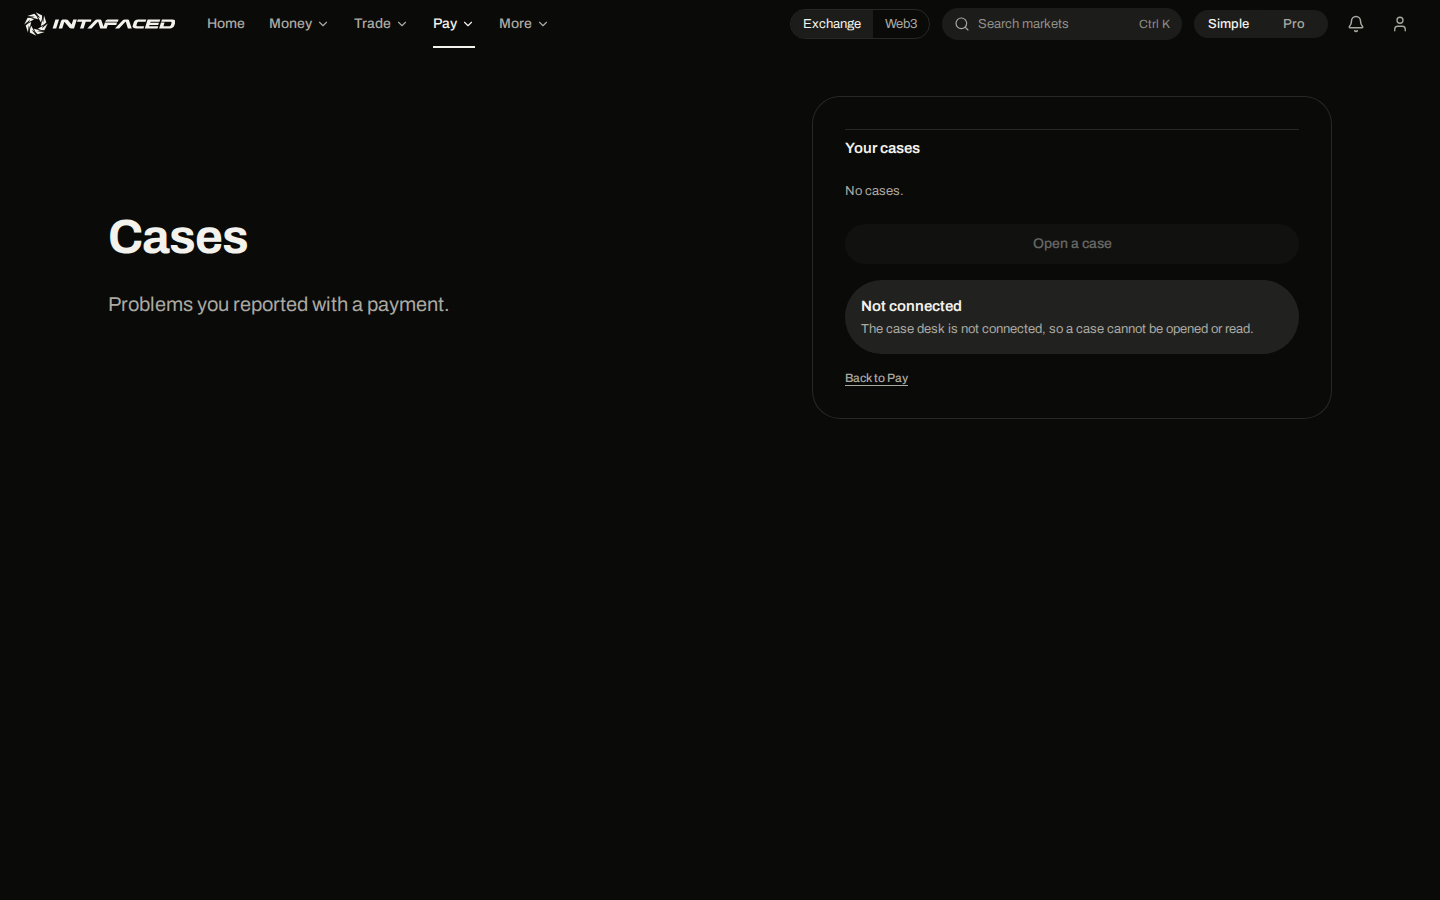 INTAFACED
Home
Money
Trade
Pay
More
Exchange
Web3
Search markets
Ctrl K
Simple
Pro
Cases
Problems you reported with a payment.
Your cases
No cases.
Open a case
Not connected
The case desk is not connected, so a case cannot be opened or read.
Back to Pay